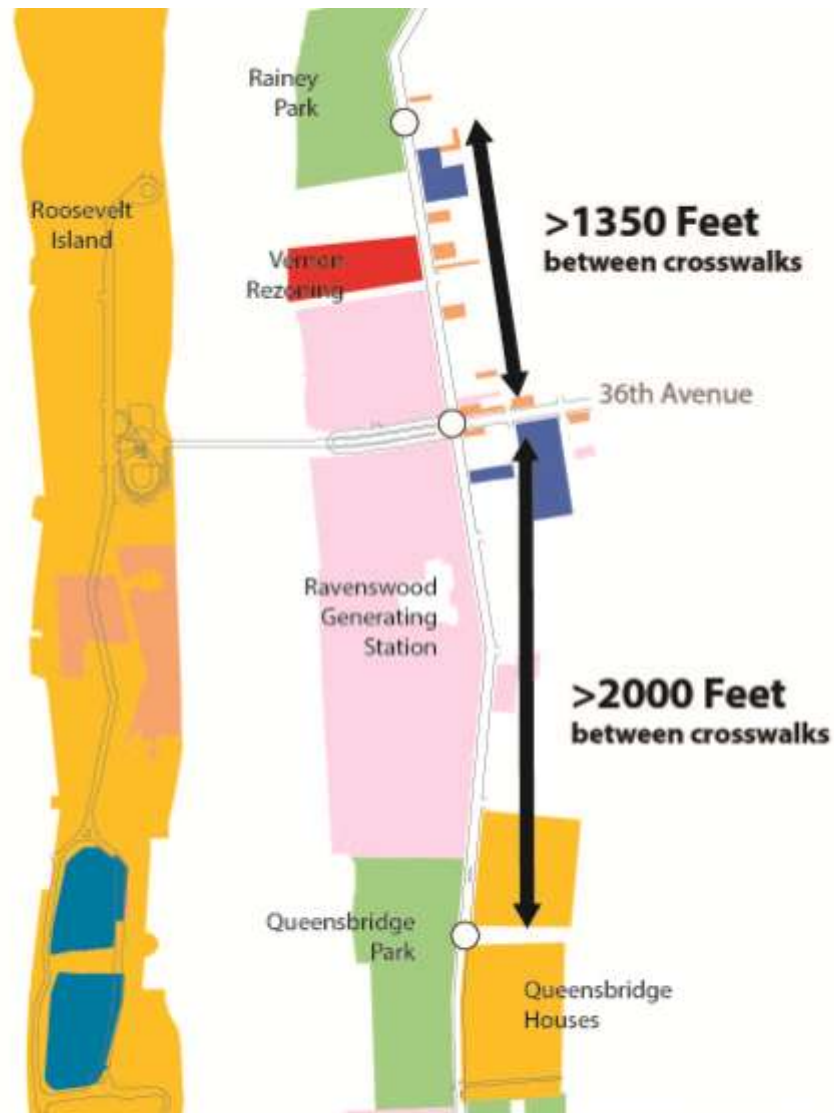 Rainey
Park
Roosevelt
Island
>1350 Feet
between crosswalks
Vernon
Rezoning
36th Avenue
Ravenswood
Generating
Station
>2000 Feet
between crosswalks
Queensbridge
Park
Queensbridge
Houses